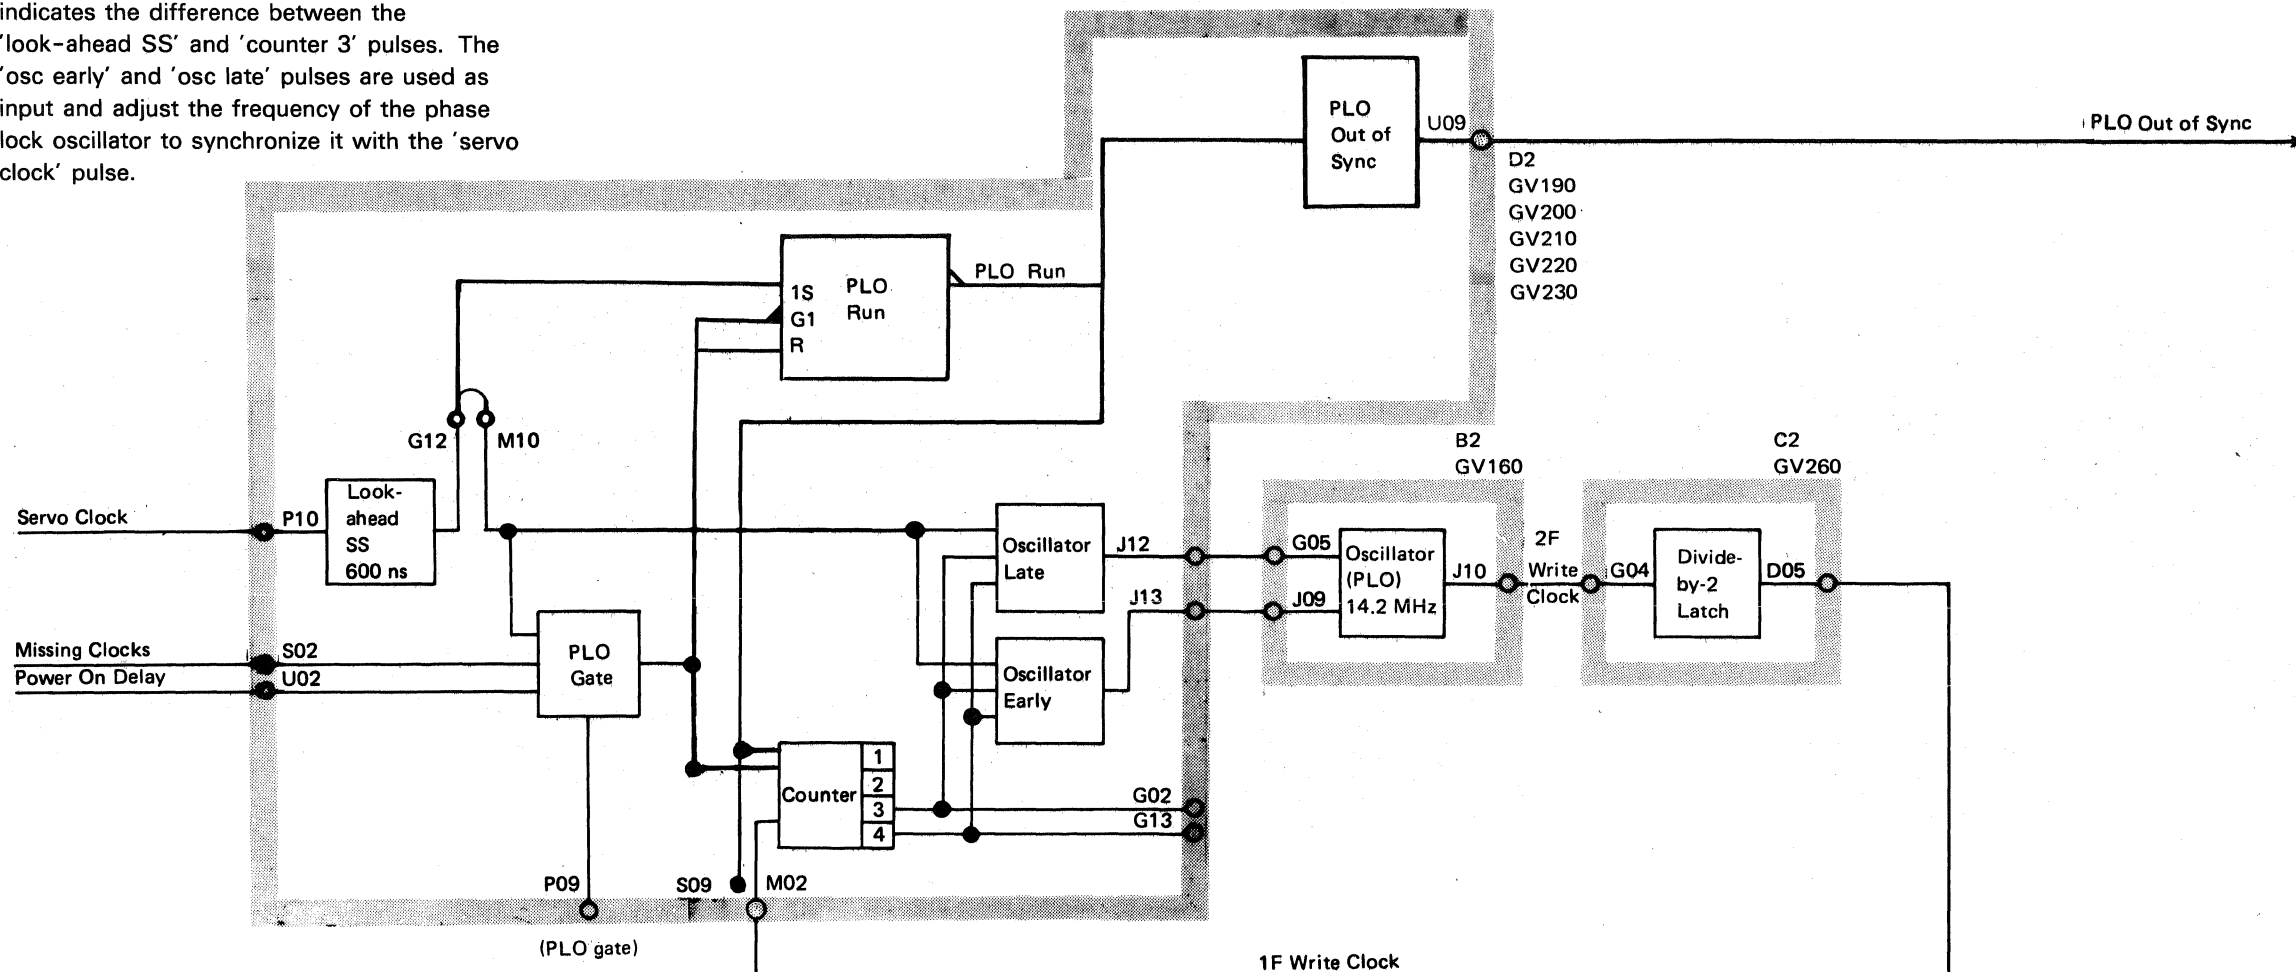 indicates the difference between the
'look-ahead SS' and 'counter 3' pulses. The
'osc early' and 'osc late' pulses are used as
input and adjust the frequency of the phase
lock oscillator to synchronize it with the 'servo
clock' pulse.
PLO
Out of
Sync
U09
PLO Out of Sync
D2
GV190
GV200
GV210
GV220
GV230
1S
G1
R
PLO
Run
PLO Run
G12
M10
B2
GV160
C2
GV260
Servo Clock
P10
Look-
ahead
SS
600 ns
Oscillator
Late
J12
G05
Oscillator
(PLO)
14.2 MHz
J10
2F
Write
Clock
G04
Divide-
by-2
Latch
D05
J13
J09
Missing Clocks
S02
Power On Delay
U02
PLO
Gate
Oscillator
Early
Counter
1
2
3
4
G02
G13
P09
S09
M02
(PLO gate)
1F Write Clock